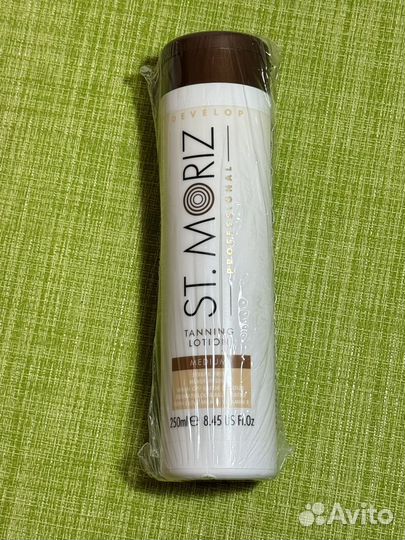 DEVELOP
ST. MORIZ
PROFESSIONAL
TANNING
LOTION
MEDIUM
250ml ℮ 8.45 US Fl.Oz
Avito